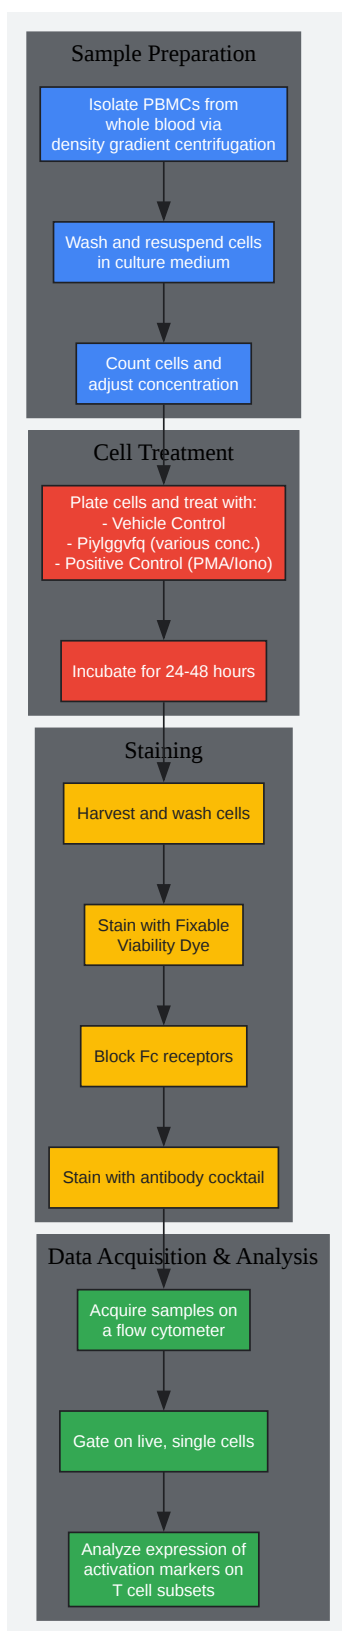 Sample Preparation
Isolate PBMCs from
whole blood via
density gradient centrifugation
Wash and resuspend cells
in culture medium
Count cells and
adjust concentration
Cell Treatment
Plate cells and treat with:
- Vehicle Control
- Piylggvfq (various conc.)
- Positive Control (PMA/Iono)
Incubate for 24-48 hours
Staining
Harvest and wash cells
Stain with Fixable
Viability Dye
Block Fc receptors
Stain with antibody cocktail
Data Acquisition & Analysis
Acquire samples on
a flow cytometer
Gate on live, single cells
Analyze expression of
activation markers on
T cell subsets